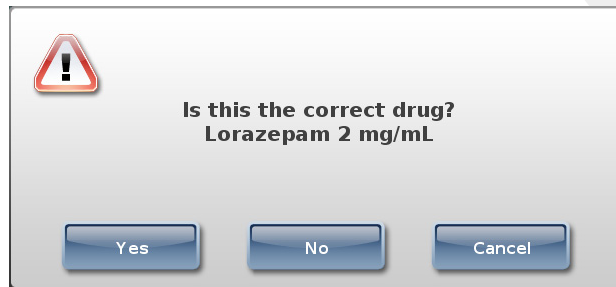 Is this the correct drug?
Lorazepam 2 mg/mL
Yes
No
Cancel